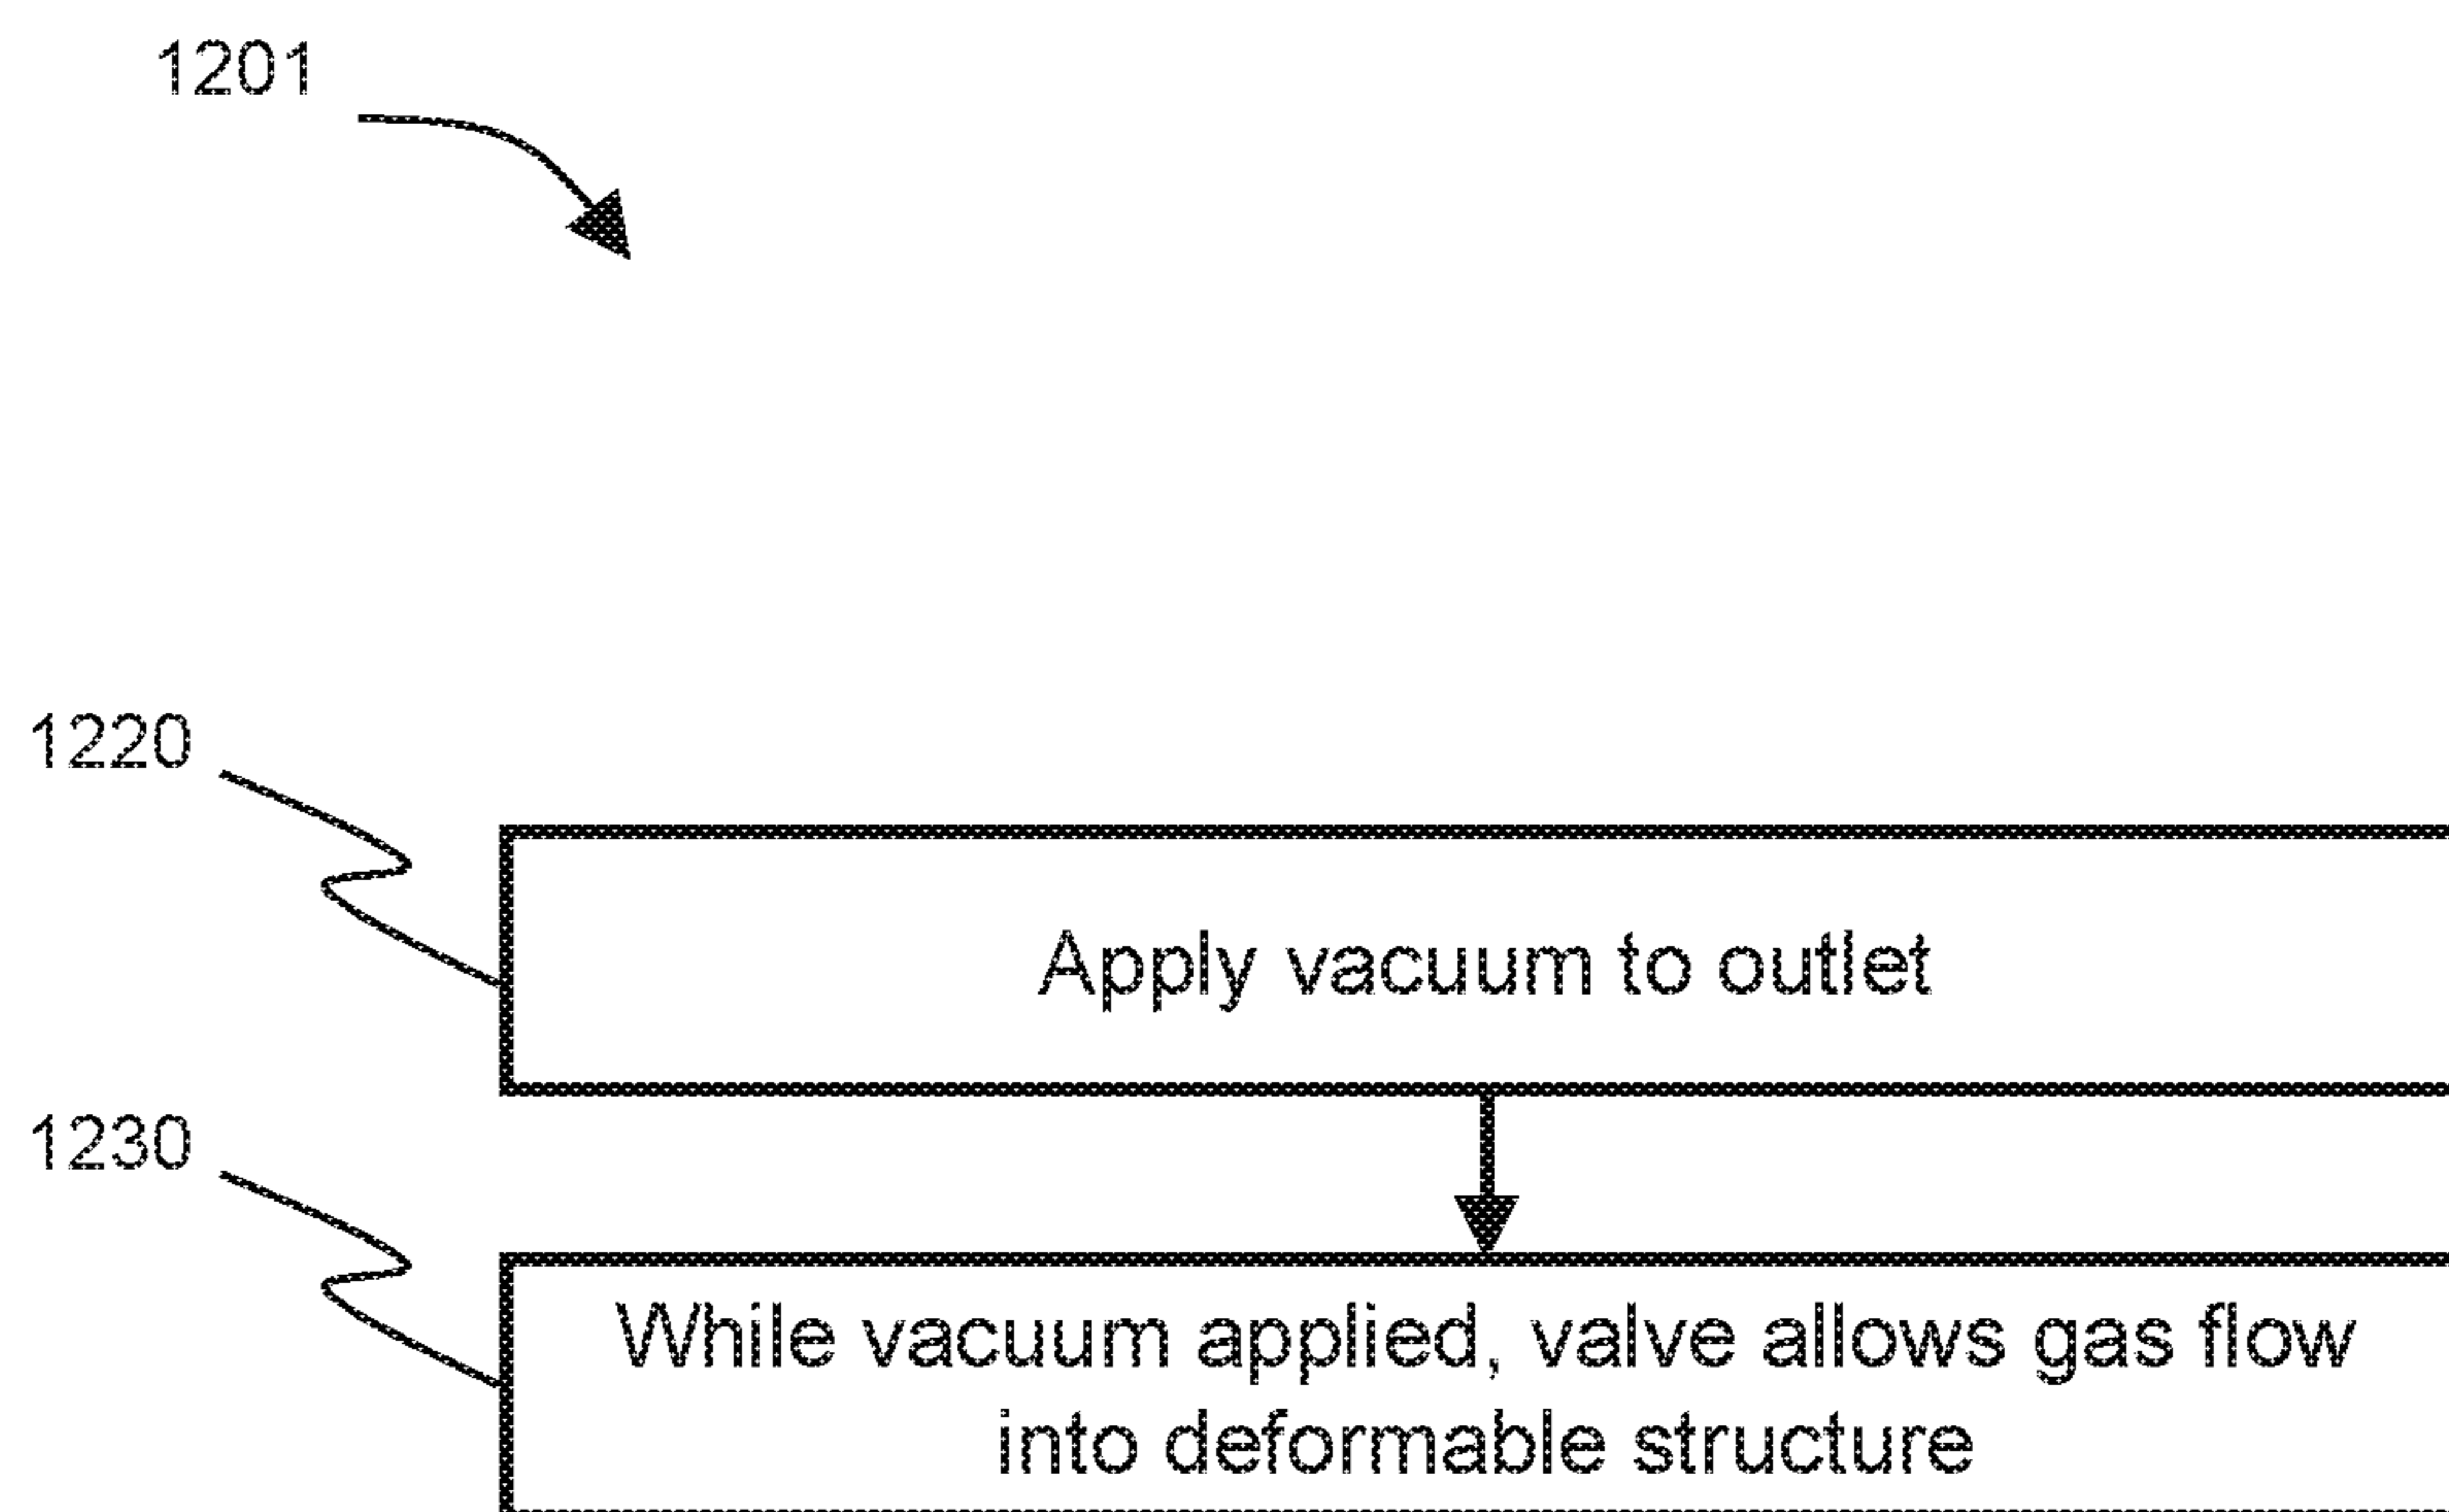 1201
1220
Apply vacuum to outlet
1230
While vacuum applied, valve allows gas flow
into deformable structure